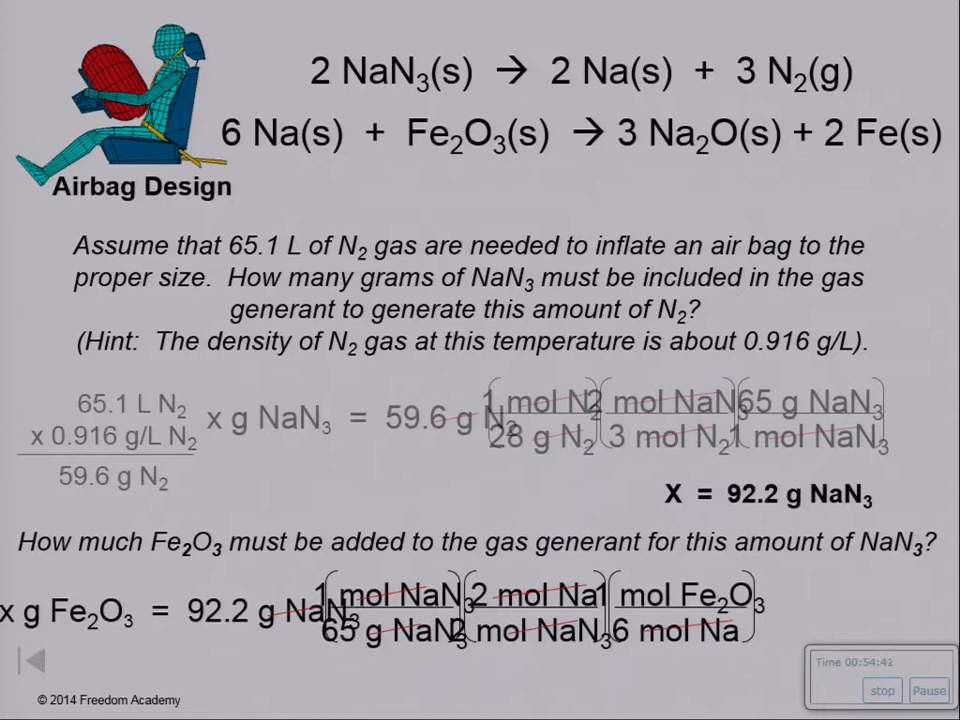 2 NaN3(s) → 2 Na(s) + 3 N2(g)
6 Na(s) + Fe2O3(s) → 3 Na2O(s) + 2 Fe(s)
Airbag Design
Assume that 65.1 L of N2 gas are needed to inflate an air bag to the
proper size. How many grams of NaN3 must be included in the gas
generant to generate this amount of N2?
(Hint: The density of N2 gas at this temperature is about 0.916 g/L).
65.1 L N2
x 0.916 g/L N2
59.6 g N2
x g NaN3 = 59.6 g N2
1 mol N2 2 mol NaN3 65 g NaN3
28 g N2 3 mol N2 1 mol NaN3
X = 92.2 g NaN3
How much Fe2O3 must be added to the gas generant for this amount of NaN3?
x g Fe2O3 = 92.2 g NaN3
1 mol NaN3 2 mol Na 1 mol Fe2O3
65 g NaN3 2 mol NaN3 6 mol Na
Time 00:54:42
stop Pause
© 2014 Freedom Academy